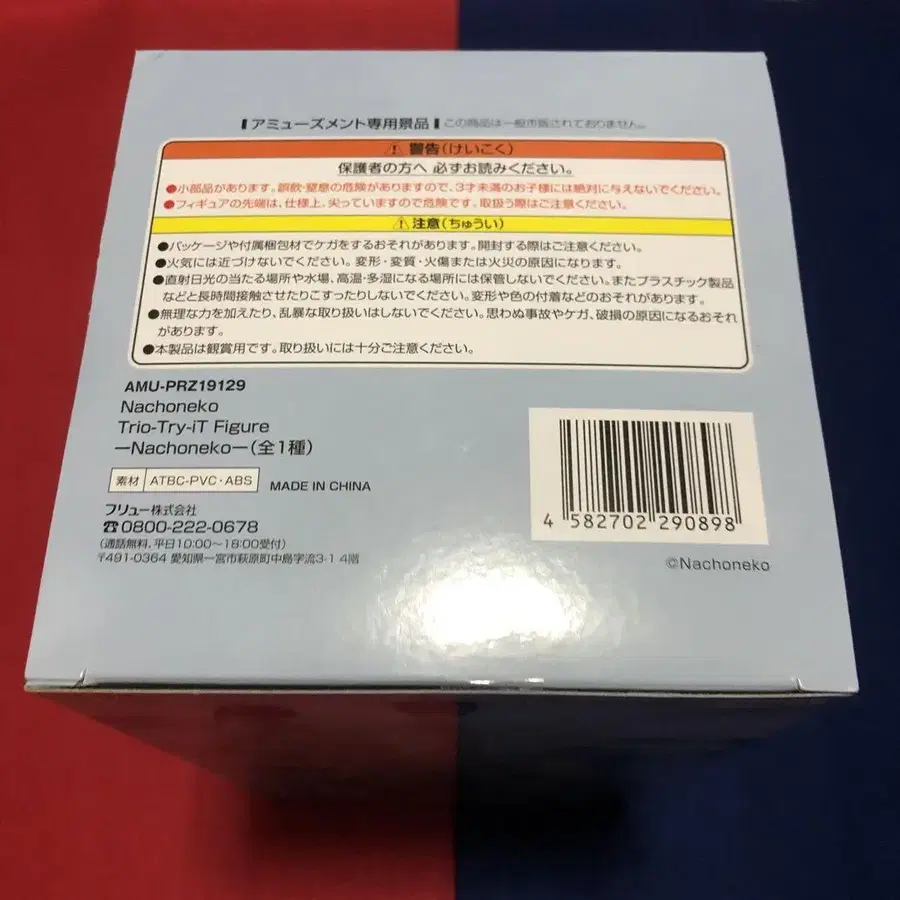 アミューズメント専用景品 この商品は一般市販されておりません。
⚠警告(けいこく)
保護者の方へ 必ずお読みください。
●小部品があります。誤飲・窒息の危険がありますので、3才未満のお子様には絶対に与えないでください。
●フィギュアの先端は、仕様上、尖っていますので危険です。取扱う際はご注意ください。
⚠注意(ちゅうい)
●パッケージや付属梱包材でケガをするおそれがあります。開封する際はご注意ください。
●火気には近づけないでください。変形・変質・火傷または火災の原因になります。
●直射日光の当たる場所や水場、高温・多湿になる場所には保管しないでください。またプラスチック製品
などと長時間接触させたりこすったりしないでください。変形や色の付着などのおそれがあります。
●無理な力を加えたり、乱暴な取り扱いはしないでください。思わぬ事故やケガ、破損の原因になるおそれ
があります。
●本製品は観賞用です。取り扱いには十分ご注意ください。
AMU-PRZ19129
Nachoneko
Trio-Try-iT Figure
—Nachoneko—(全1種)
素材 ATBC-PVC・ABS MADE IN CHINA
フリュー株式会社
☎0800-222-0678
(通話無料、平日10:00〜18:00受付)
〒491-0364 愛知県一宮市萩原町中島字流3-1 4階
4 582702 290898
©Nachoneko